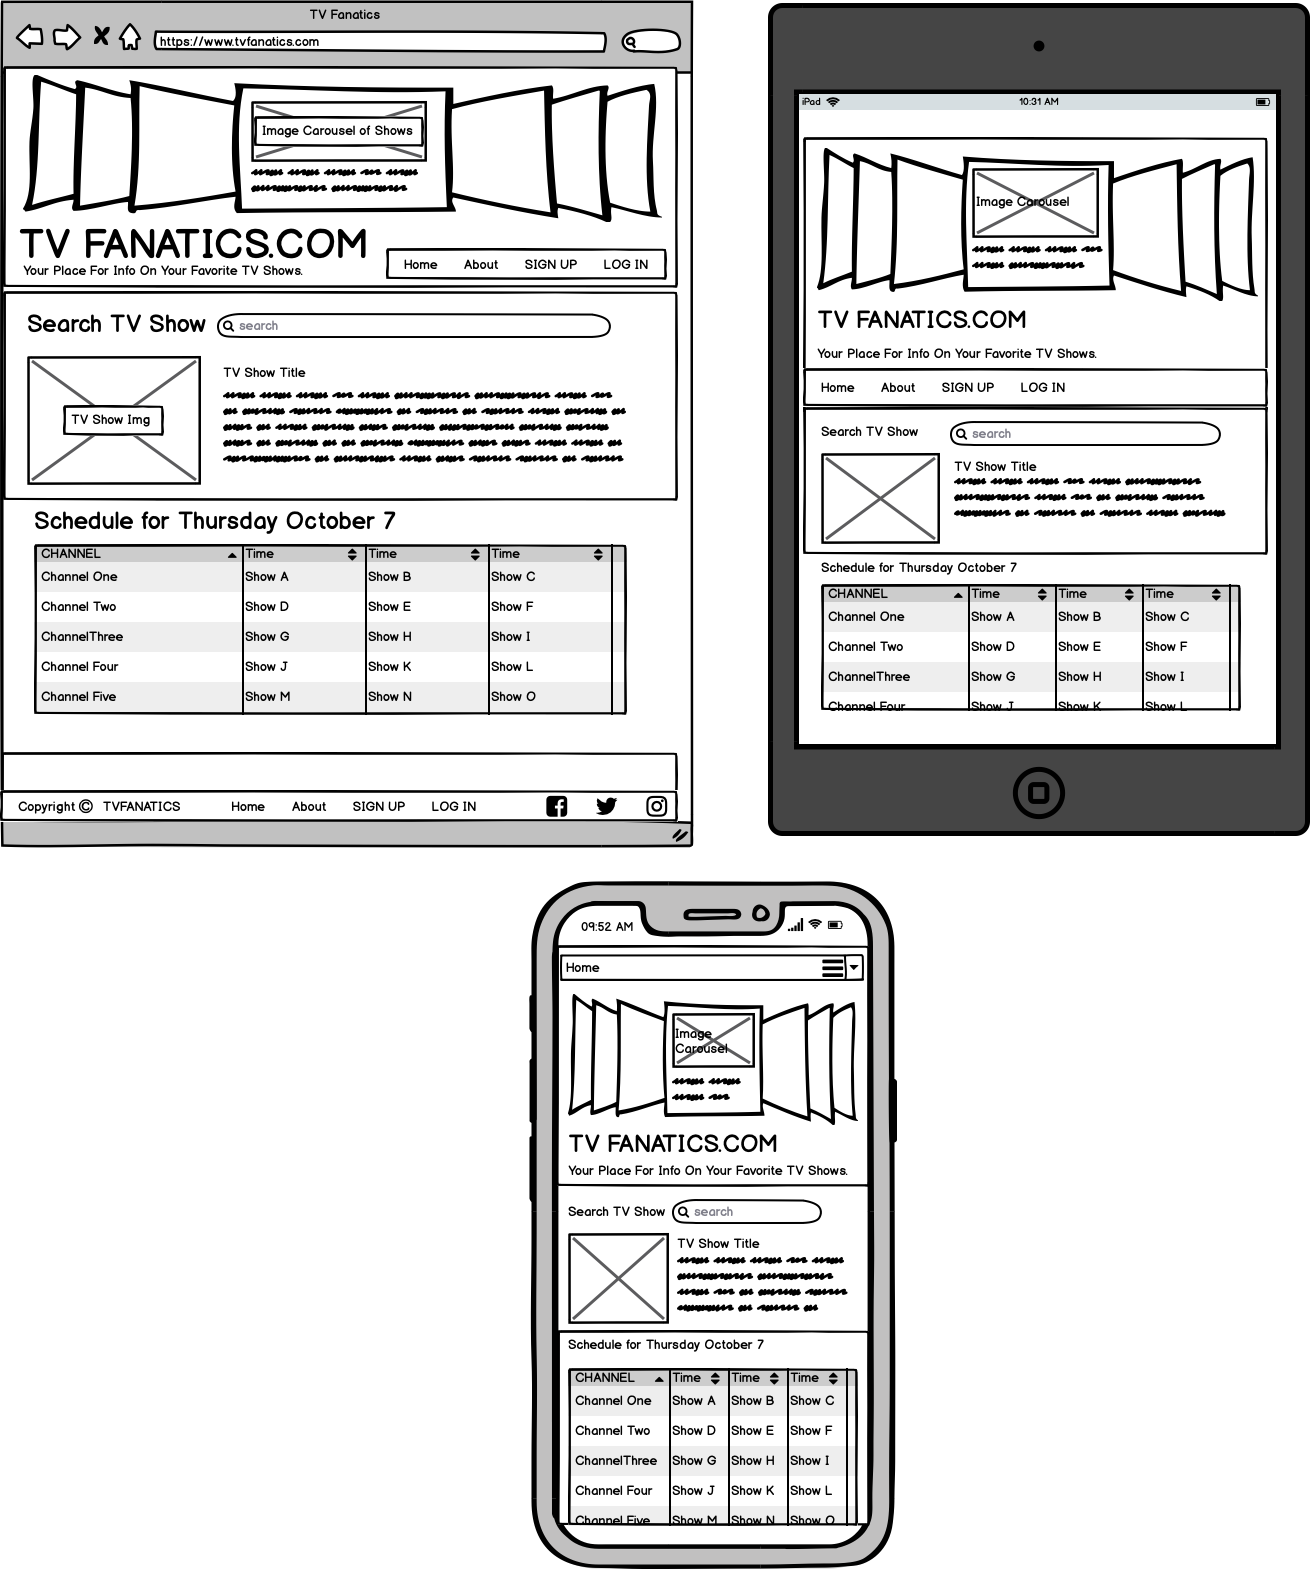 TV Fanatics
https://www.tvfanatics.com
Image Carousel of Shows
TV FANATICS.COM
Your Place For Info On Your Favorite TV Shows.
Home About SIGN UP LOG IN
Search TV Show search
TV Show Title
TV Show Img
Schedule for Thursday October 7
CHANNEL Time Time Time
Channel One Show A Show B Show C
Channel Two Show D Show E Show F
ChannelThree Show G Show H Show I
Channel Four Show J Show K Show L
Channel Five Show M Show N Show O
Copyright © TVFANATICS Home About SIGN UP LOG IN
iPad 10:31 AM
Image Carousel
TV FANATICS.COM
Your Place For Info On Your Favorite TV Shows.
Home About SIGN UP LOG IN
Search TV Show search
TV Show Title
Schedule for Thursday October 7
CHANNEL Time Time Time
Channel One Show A Show B Show C
Channel Two Show D Show E Show F
ChannelThree Show G Show H Show I
Channel Four Show J Show K Show L
09:52 AM
Home
Image
Carousel
TV FANATICS.COM
Your Place For Info On Your Favorite TV Shows.
Search TV Show search
TV Show Title
Schedule for Thursday October 7
CHANNEL Time Time Time
Channel One Show A Show B Show C
Channel Two Show D Show E Show F
ChannelThree Show G Show H Show I
Channel Four Show J Show K Show L
Channel Five Show M Show N Show O